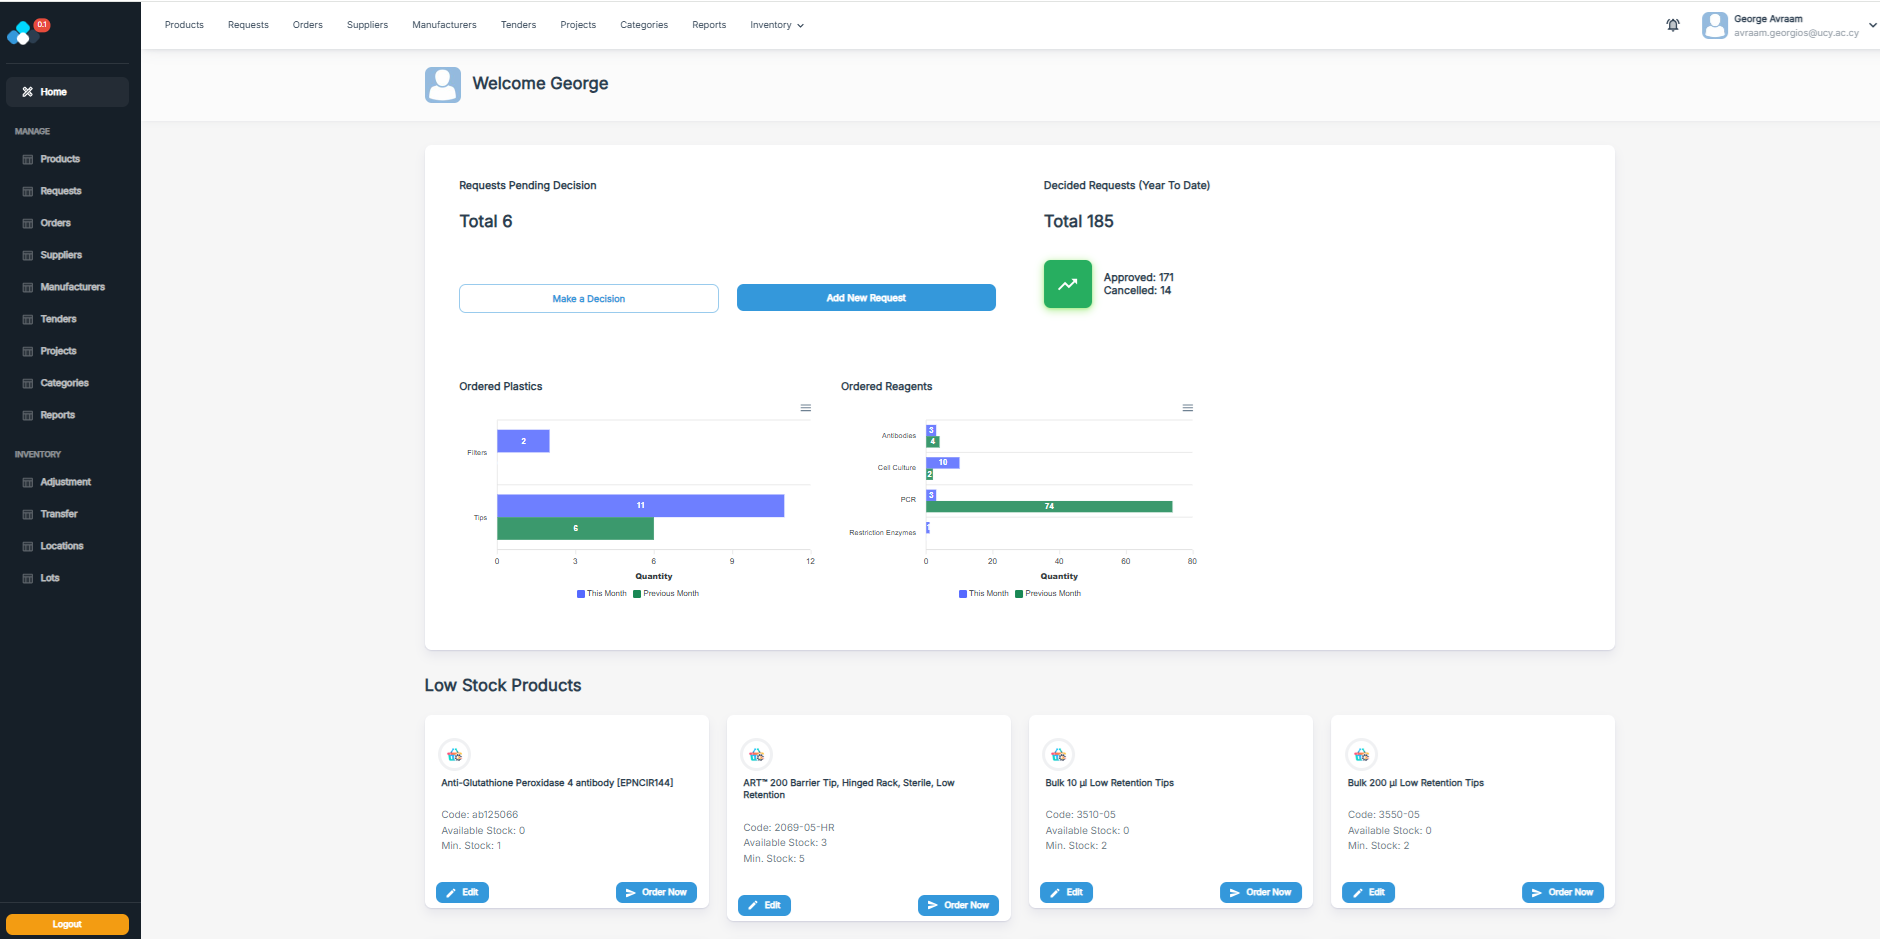 0.1
Products Requests Orders Suppliers Manufacturers Tenders Projects Categories Reports Inventory
George Avraam
avraam.georgios@ucy.ac.cy
Home
MANAGE
Products
Requests
Orders
Suppliers
Manufacturers
Tenders
Projects
Categories
Reports
INVENTORY
Adjustment
Transfer
Locations
Lots
Logout
Welcome George
Requests Pending Decision
Total 6
Make a Decision
Add New Request
Decided Requests (Year To Date)
Total 185
Approved: 171
Cancelled: 14
Ordered Plastics
Filters
2
Tips
11
6
0 3 6 9 12
Quantity
This Month Previous Month
Ordered Reagents
Antibodies
3
4
Cell Culture
10
2
PCR
3
74
Restriction Enzymes
1
0 20 40 60 80
Quantity
This Month Previous Month
Low Stock Products
Anti-Glutathione Peroxidase 4 antibody [EPNCIR144]
Code: ab125066
Available Stock: 0
Min. Stock: 1
Edit
Order Now
ART™ 200 Barrier Tip, Hinged Rack, Sterile, Low
Retention
Code: 2069-05-HR
Available Stock: 3
Min. Stock: 5
Edit
Order Now
Bulk 10 µl Low Retention Tips
Code: 3510-05
Available Stock: 0
Min. Stock: 2
Edit
Order Now
Bulk 200 µl Low Retention Tips
Code: 3550-05
Available Stock: 0
Min. Stock: 2
Edit
Order Now